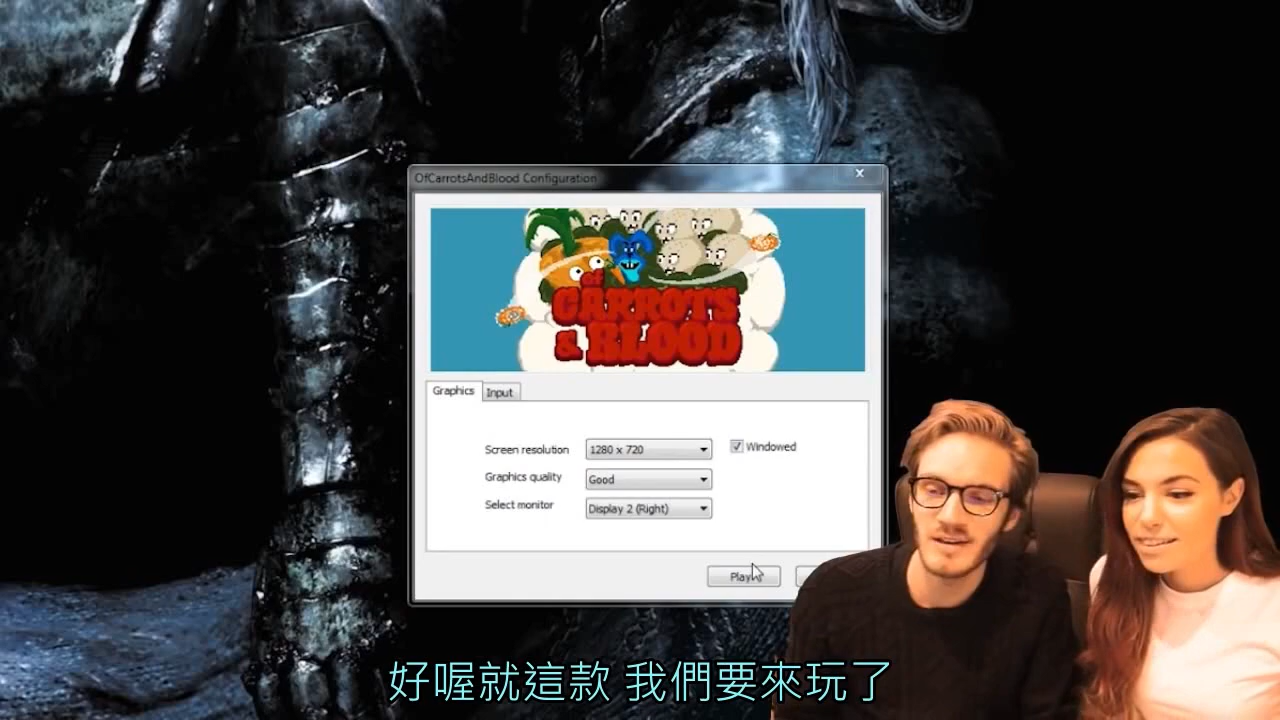 OfCarrotsAndBlood Configuration
of
CARROTS
& BLOOD
Graphics
Input
Screen resolution
1280 x 720
Windowed
Graphics quality
Good
Select monitor
Display 2 (Right)
Play!
好喔就這款 我們要來玩了